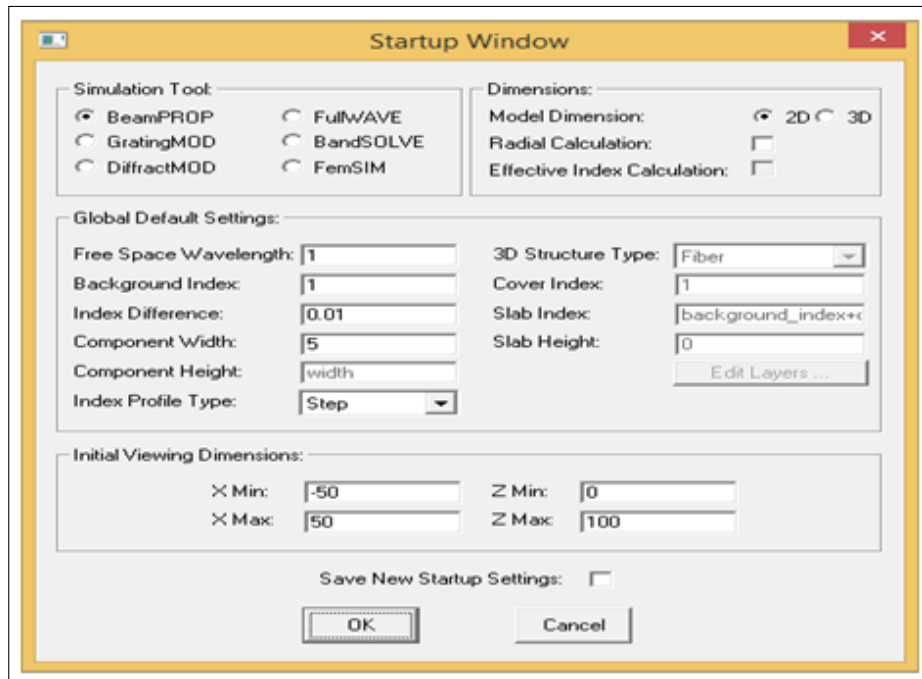 Startup Window
Simulation Tool:
BeamPROP
FullWAVE
GratingMOD
BandSOLVE
DiffractMOD
FemSIM
Dimensions:
Model Dimension: 2D 3D
Radial Calculation:
Effective Index Calculation:
Global Default Settings:
Free Space Wavelength: 1
Background Index: 1
Index Difference: 0.01
Component Width: 5
Component Height: width
Index Profile Type: Step
3D Structure Type: Fiber
Cover Index: 1
Slab Index: background_index+
Slab Height: 0
Edit Layers ...
Initial Viewing Dimensions:
X Min: -50
Z Min: 0
X Max: 50
Z Max: 100
Save New Startup Settings:
OK
Cancel